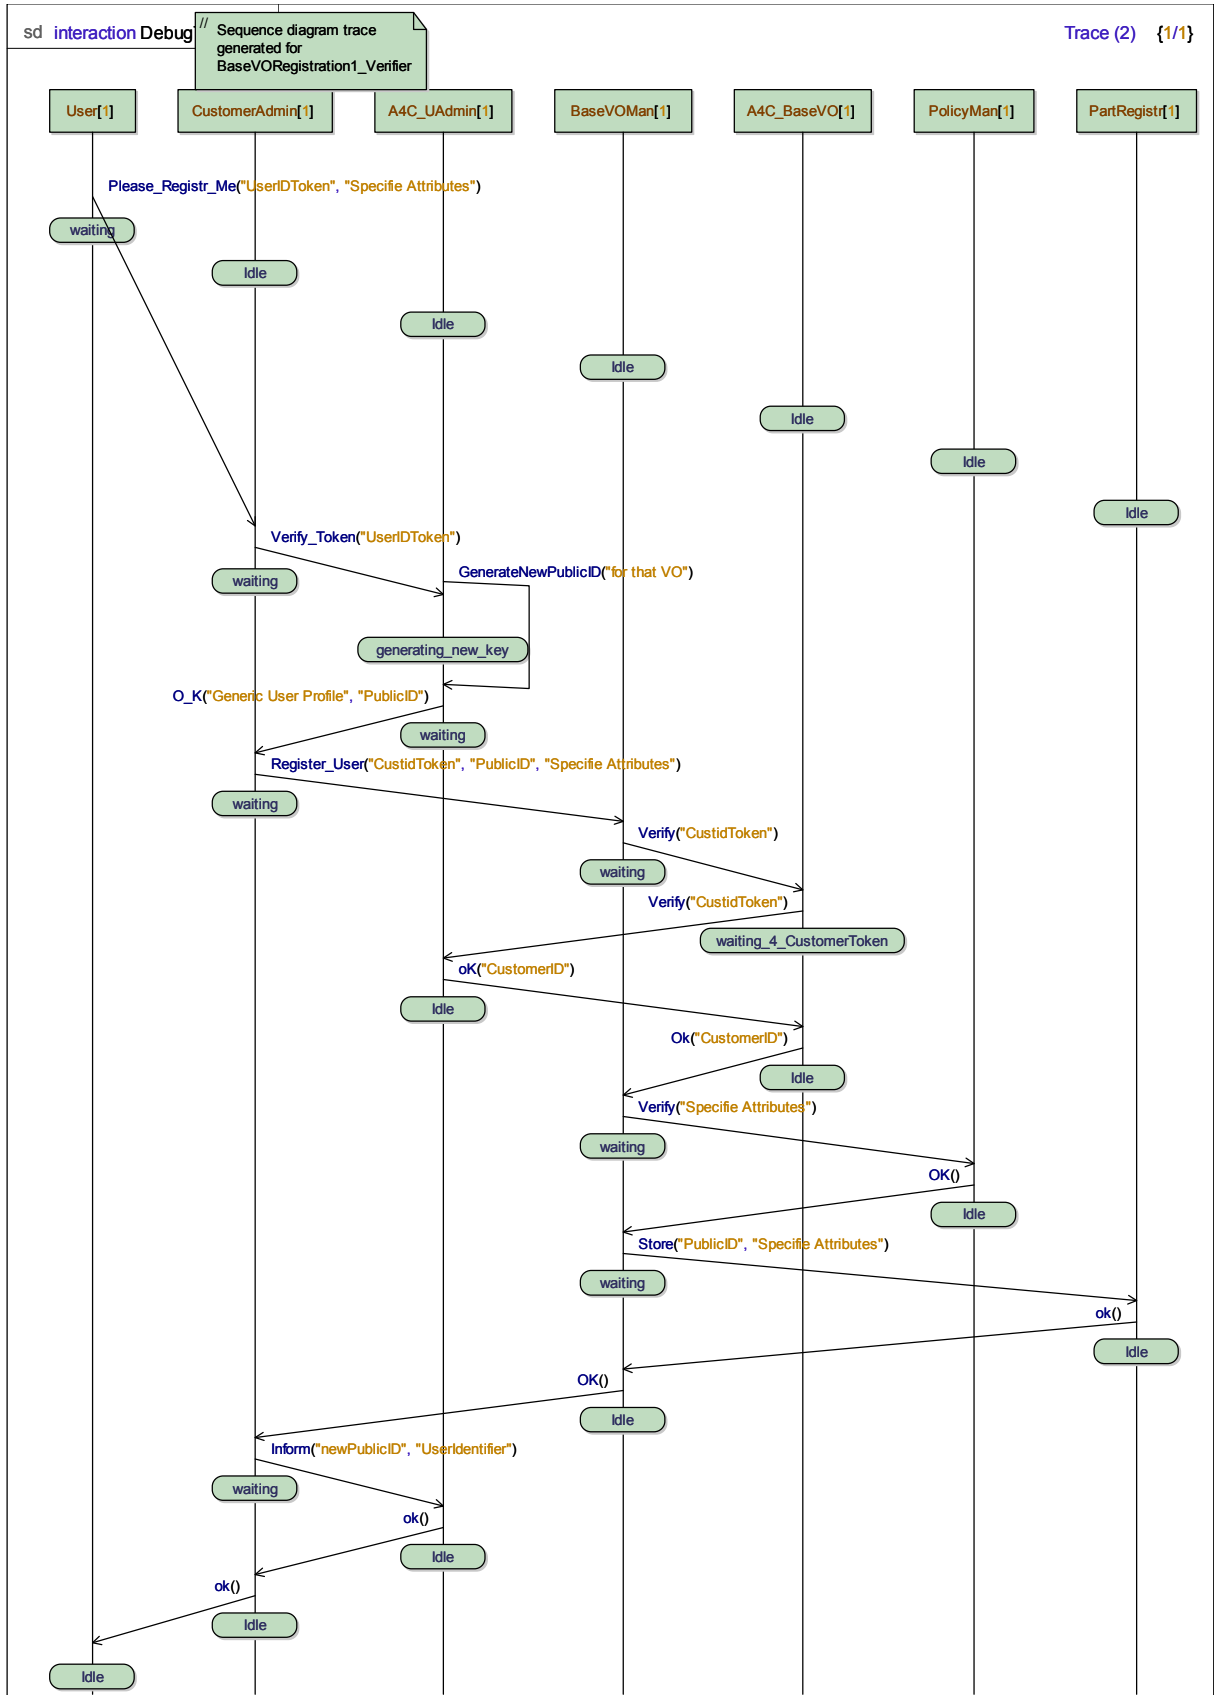 sd interaction Debug
// Sequence diagram trace
generated for
BaseVORegistration1_Verifier
Trace (2) {1/1}
User[1] CustomerAdmin[1] A4C_UAdmin[1] BaseVOMan[1] A4C_BaseVO[1] PolicyMan[1] PartRegistr[1]
Please_Registr_Me("UserIDToken", "Specifie Attributes")
waiting
Idle
Idle
Idle
Idle
Idle
Idle
Verify_Token("UserIDToken")
GenerateNewPublicID("for that VO")
waiting
generating_new_key
O_K("Generic User Profile", "PublicID")
waiting
Register_User("CustidToken", "PublicID", "Specifie Attributes")
waiting
Verify("CustidToken")
waiting
Verify("CustidToken")
waiting_4_CustomerToken
oK("CustomerID")
Idle
Ok("CustomerID")
Idle
Verify("Specifie Attributes")
waiting
OK()
Idle
Store("PublicID", "Specifie Attributes")
waiting
ok()
Idle
OK()
Idle
Inform("newPublicID", "UserIdentifier")
waiting
ok()
Idle
ok()
Idle
Idle